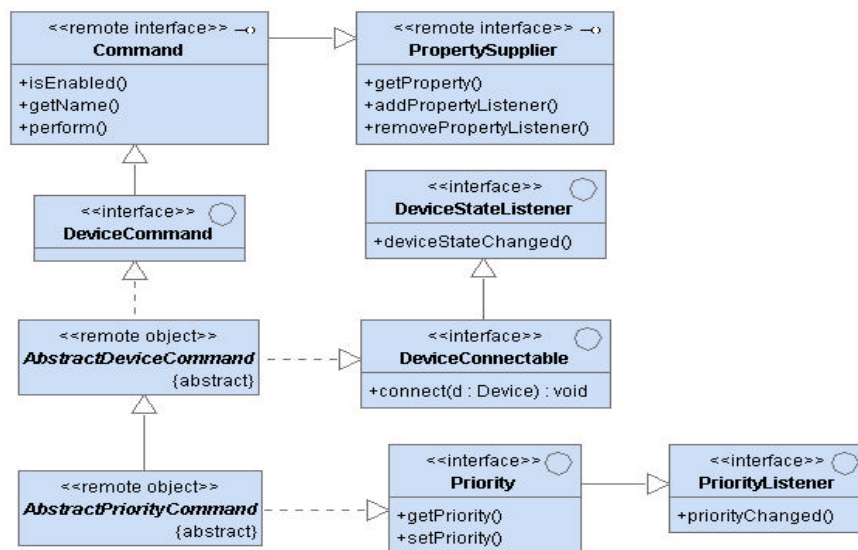 <<remote interface>>
Command
+isEnabled()
+getName()
+perform()
<<remote interface>>
PropertySupplier
+getProperty()
+addPropertyListener()
+removePropertyListener()
<<interface>>
DeviceCommand
<<interface>>
DeviceStateListener
+deviceStateChanged()
<<remote object>>
AbstractDeviceCommand
{abstract}
<<interface>>
DeviceConnectable
+connect(d : Device) : void
<<remote object>>
AbstractPriorityCommand
{abstract}
<<interface>>
Priority
+getPriority()
+setPriority()
<<interface>>
PriorityListener
+priorityChanged()